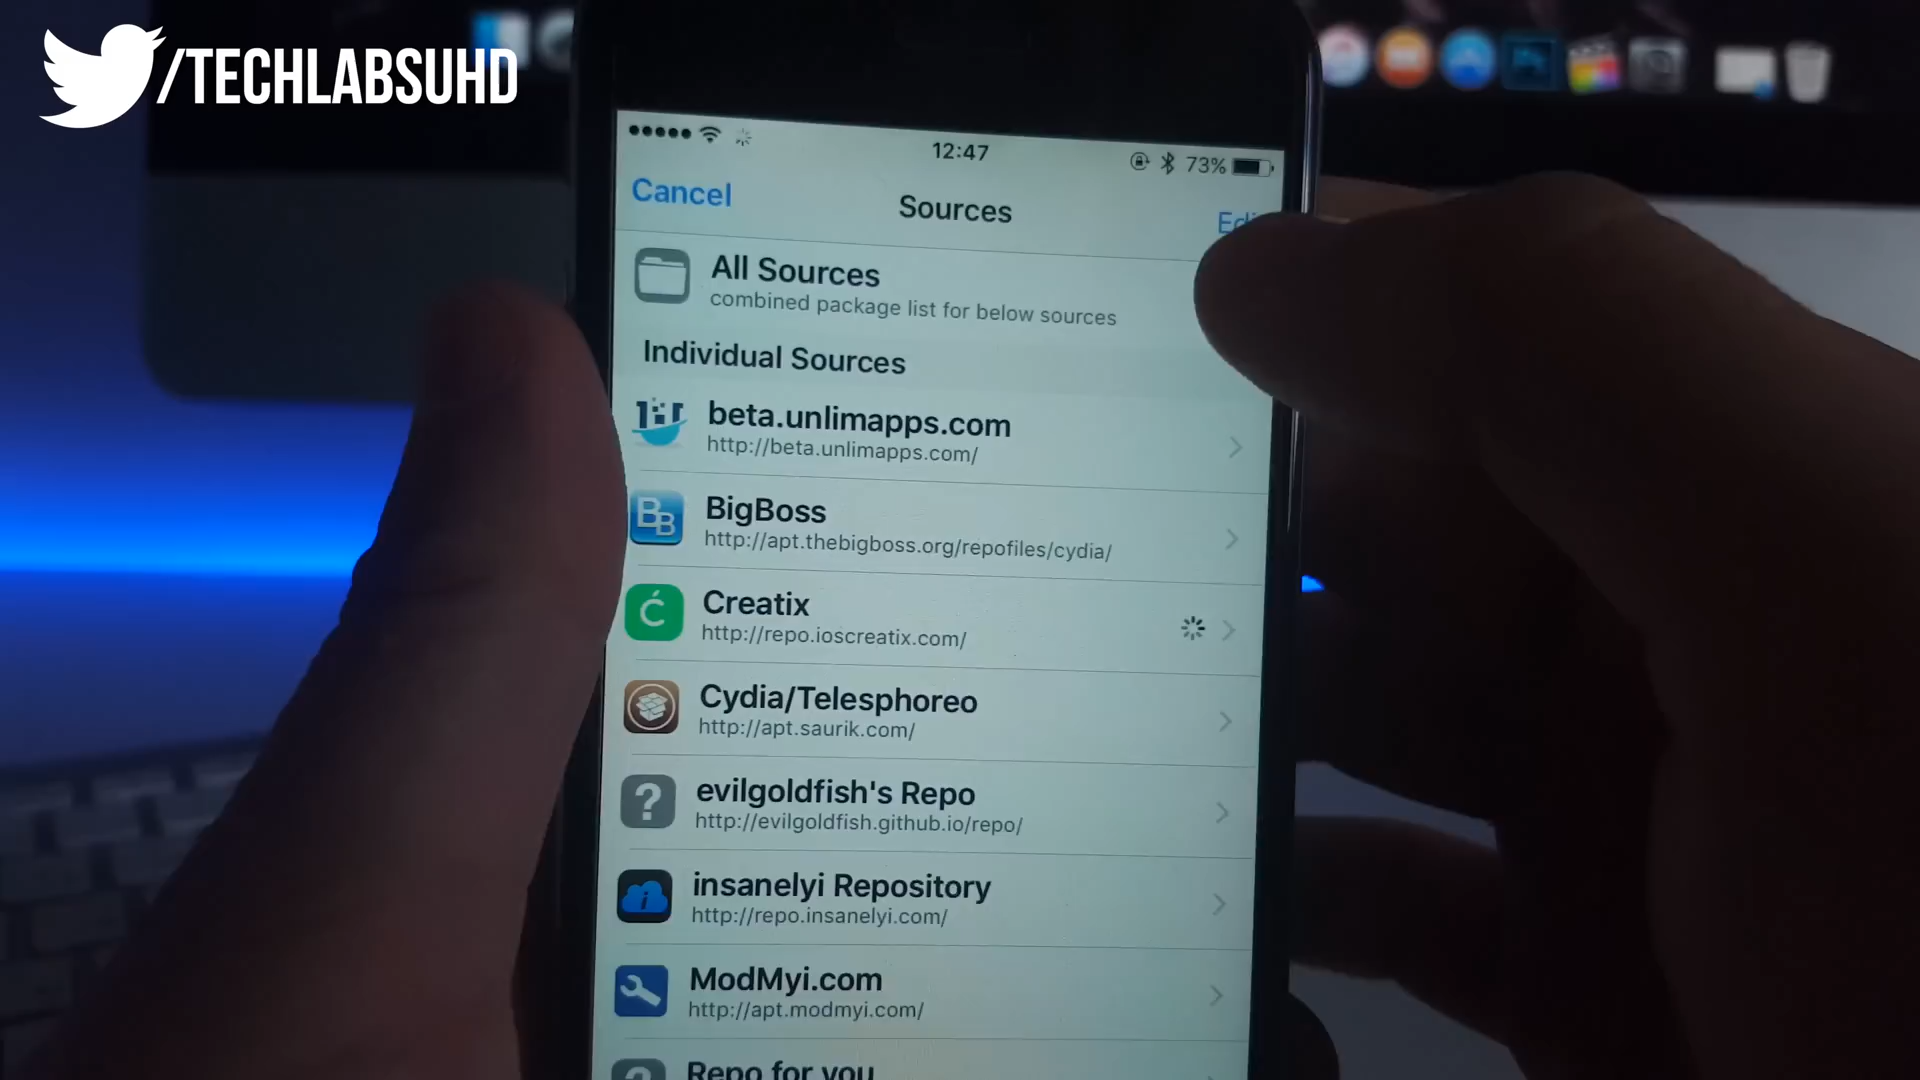 /TECHLABSUHD
12:47
73%
Cancel
Sources
All Sources
combined package list for below sources
Individual Sources
beta.unlimapps.com
http://beta.unlimapps.com/
BigBoss
http://apt.thebigboss.org/repofiles/cydia/
Creatix
http://repo.ioscreatix.com/
Cydia/Telesphoreo
http://apt.saurik.com/
evilgoldfish's Repo
http://evilgoldfish.github.io/repo/
insanelyi Repository
http://repo.insanelyi.com/
ModMyi.com
http://apt.modmyi.com/
Repo for you